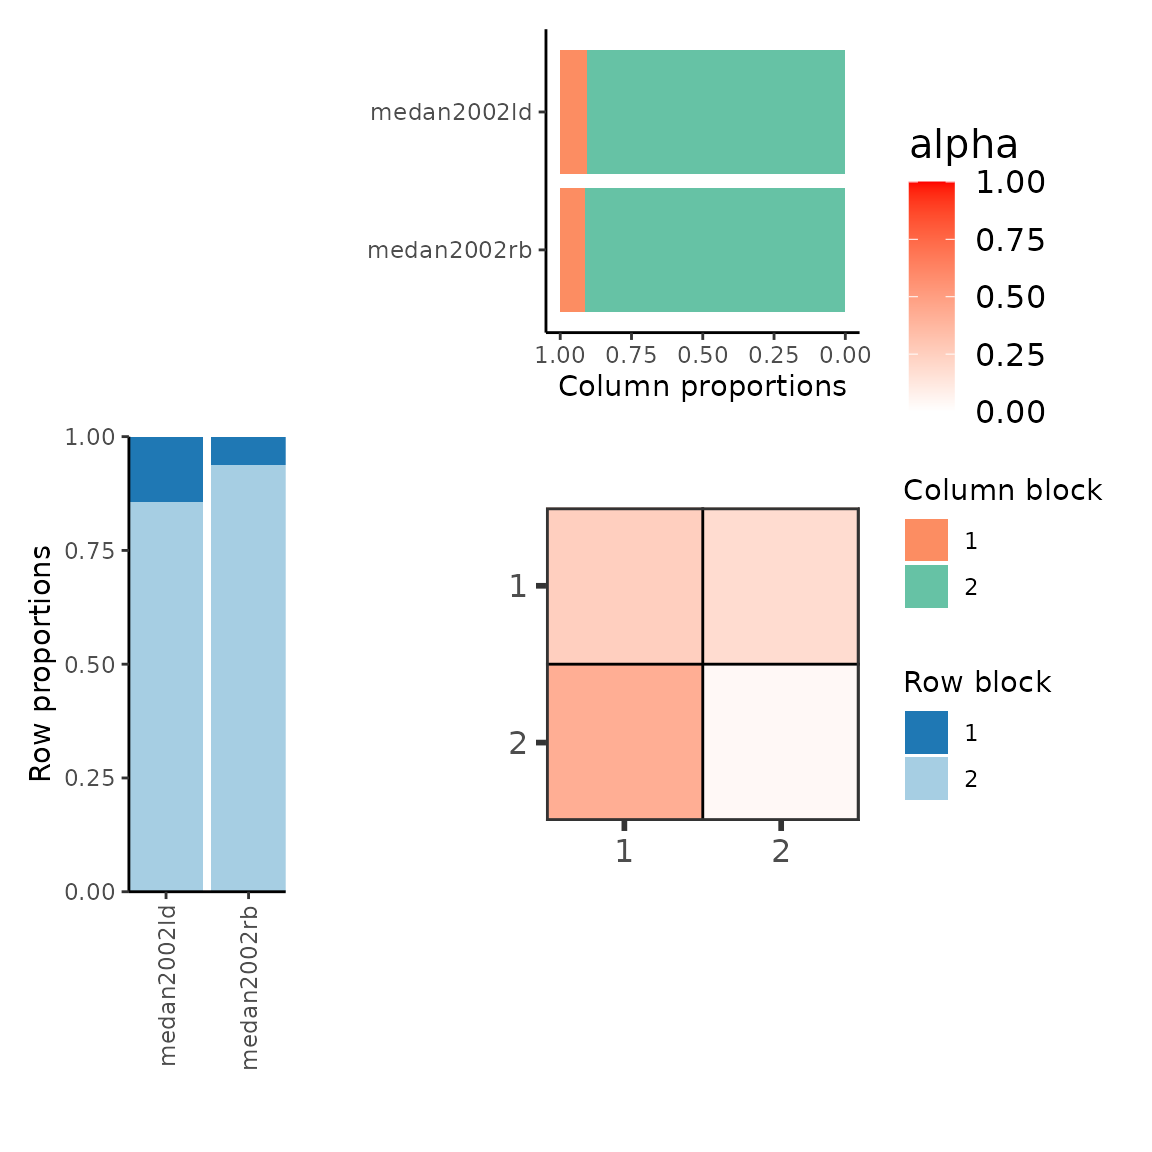 medan2002ld
medan2002rb
1.00 0.75 0.50 0.25 0.00
Column proportions
alpha
1.00
0.75
0.50
0.25
0.00
Row proportions
1.00
0.75
0.50
0.25
0.00
medan2002ld
medan2002rb
1
2
1 2
Column block
1
2
Row block
1
2